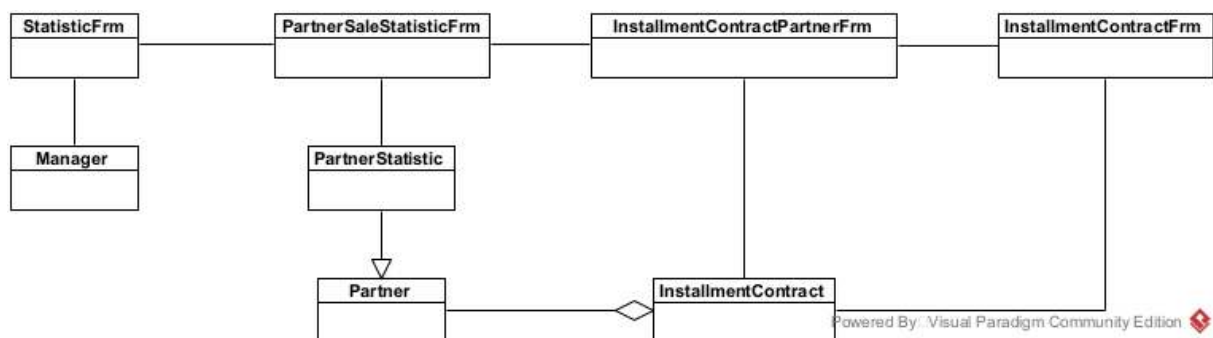 StatisticFrm
PartnerSaleStatisticFrm
InstallmentContractPartnerFrm
InstallmentContractFrm
Manager
PartnerStatistic
Partner
InstallmentContract
Powered By Visual Paradigm Community Edition